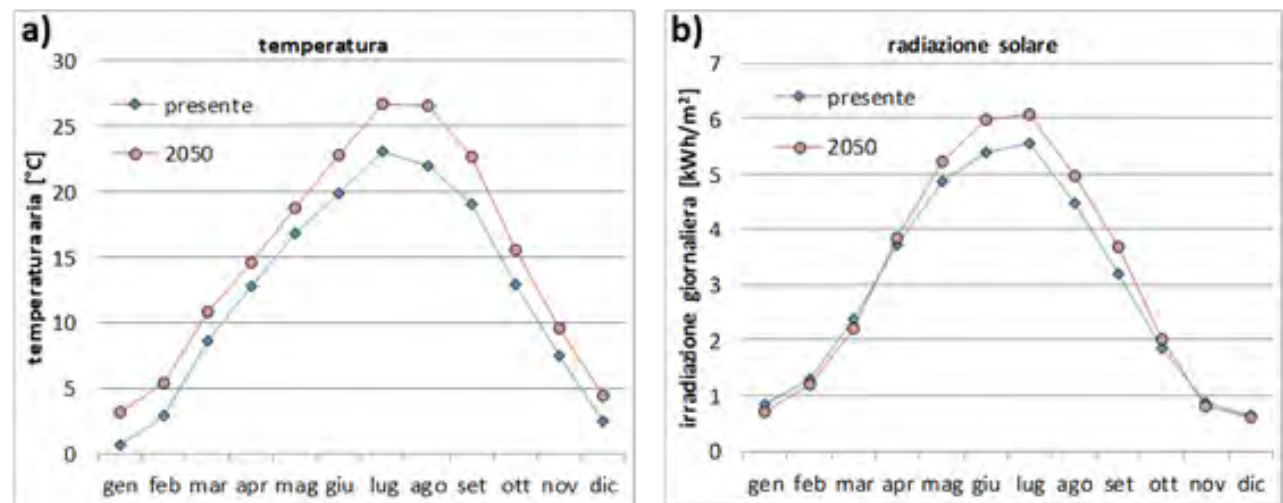 a)
temperatura
30
25
20
15
10
5
0
temperatura aria [°C]
presente
2050
gen feb mar apr mag giu lug ago set ott nov dic
b)
radiazione solare
7
6
5
4
3
2
1
0
irradiazione giornaliera [kWh/m²]
presente
2050
gen feb mar apr mag giu lug ago set ott nov dic